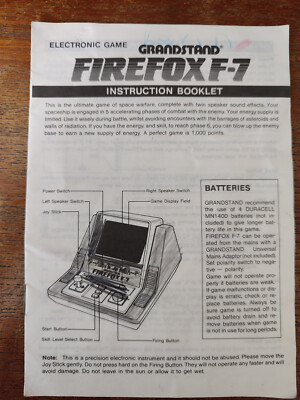 ELECTRONIC GAME GRANDSTAND®
FIREFOX F-7
INSTRUCTION BOOKLET
This is the ultimate game of space warfare, complete with twin speaker sound effects. Your
spaceship is engaged in 6 accelerating phases of combat with the enemy. Your energy supply is
limited. Use it wisely during battle, whilst avoiding encounters with the barrages of asteroids and
walls of radiation. If you have the energy, and skill, to reach phase 6, you can blow up the enemy
base to earn a new supply of energy. A perfect game is 1,000 points.
Power Switch
Left Speaker Switch
Joy Stick
Right Speaker Switch
Game Display Field
FIREFOX F-7
Start Button
Skill Level Select Button
Firing Button
BATTERIES
GRANDSTAND recommend
the use of 4 DURACELL
MN1400 batteries (not in-
cluded) to give longer bat-
tery life in this game.
FIREFOX F-7 can be oper-
ated from the mains with a
GRANDSTAND Universal
Mains Adaptor (not included).
Set polarity switch to nega-
tive — polarity.
Game will not operate pro-
perly if batteries are weak.
If game malfunctions or dis-
play is erratic, check or re-
place batteries. Always be
sure game is turned off to
avoid battery drain and re-
move batteries when game
is not in use for long periods.
Note: This is a precision electronic instrument and it should not be abused. Please move the
Joy Stick gently. Do not press hard on the Firing Button. They will not operate any faster and will
avoid damage. Do not leave in the sun or allow it to get wet.